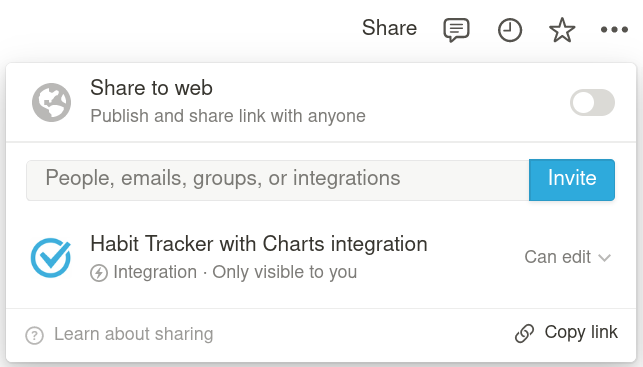 Share
Share to web
Publish and share link with anyone
People, emails, groups, or integrations
Invite
Habit Tracker with Charts integration
Integration · Only visible to you
Can edit
Learn about sharing
Copy link